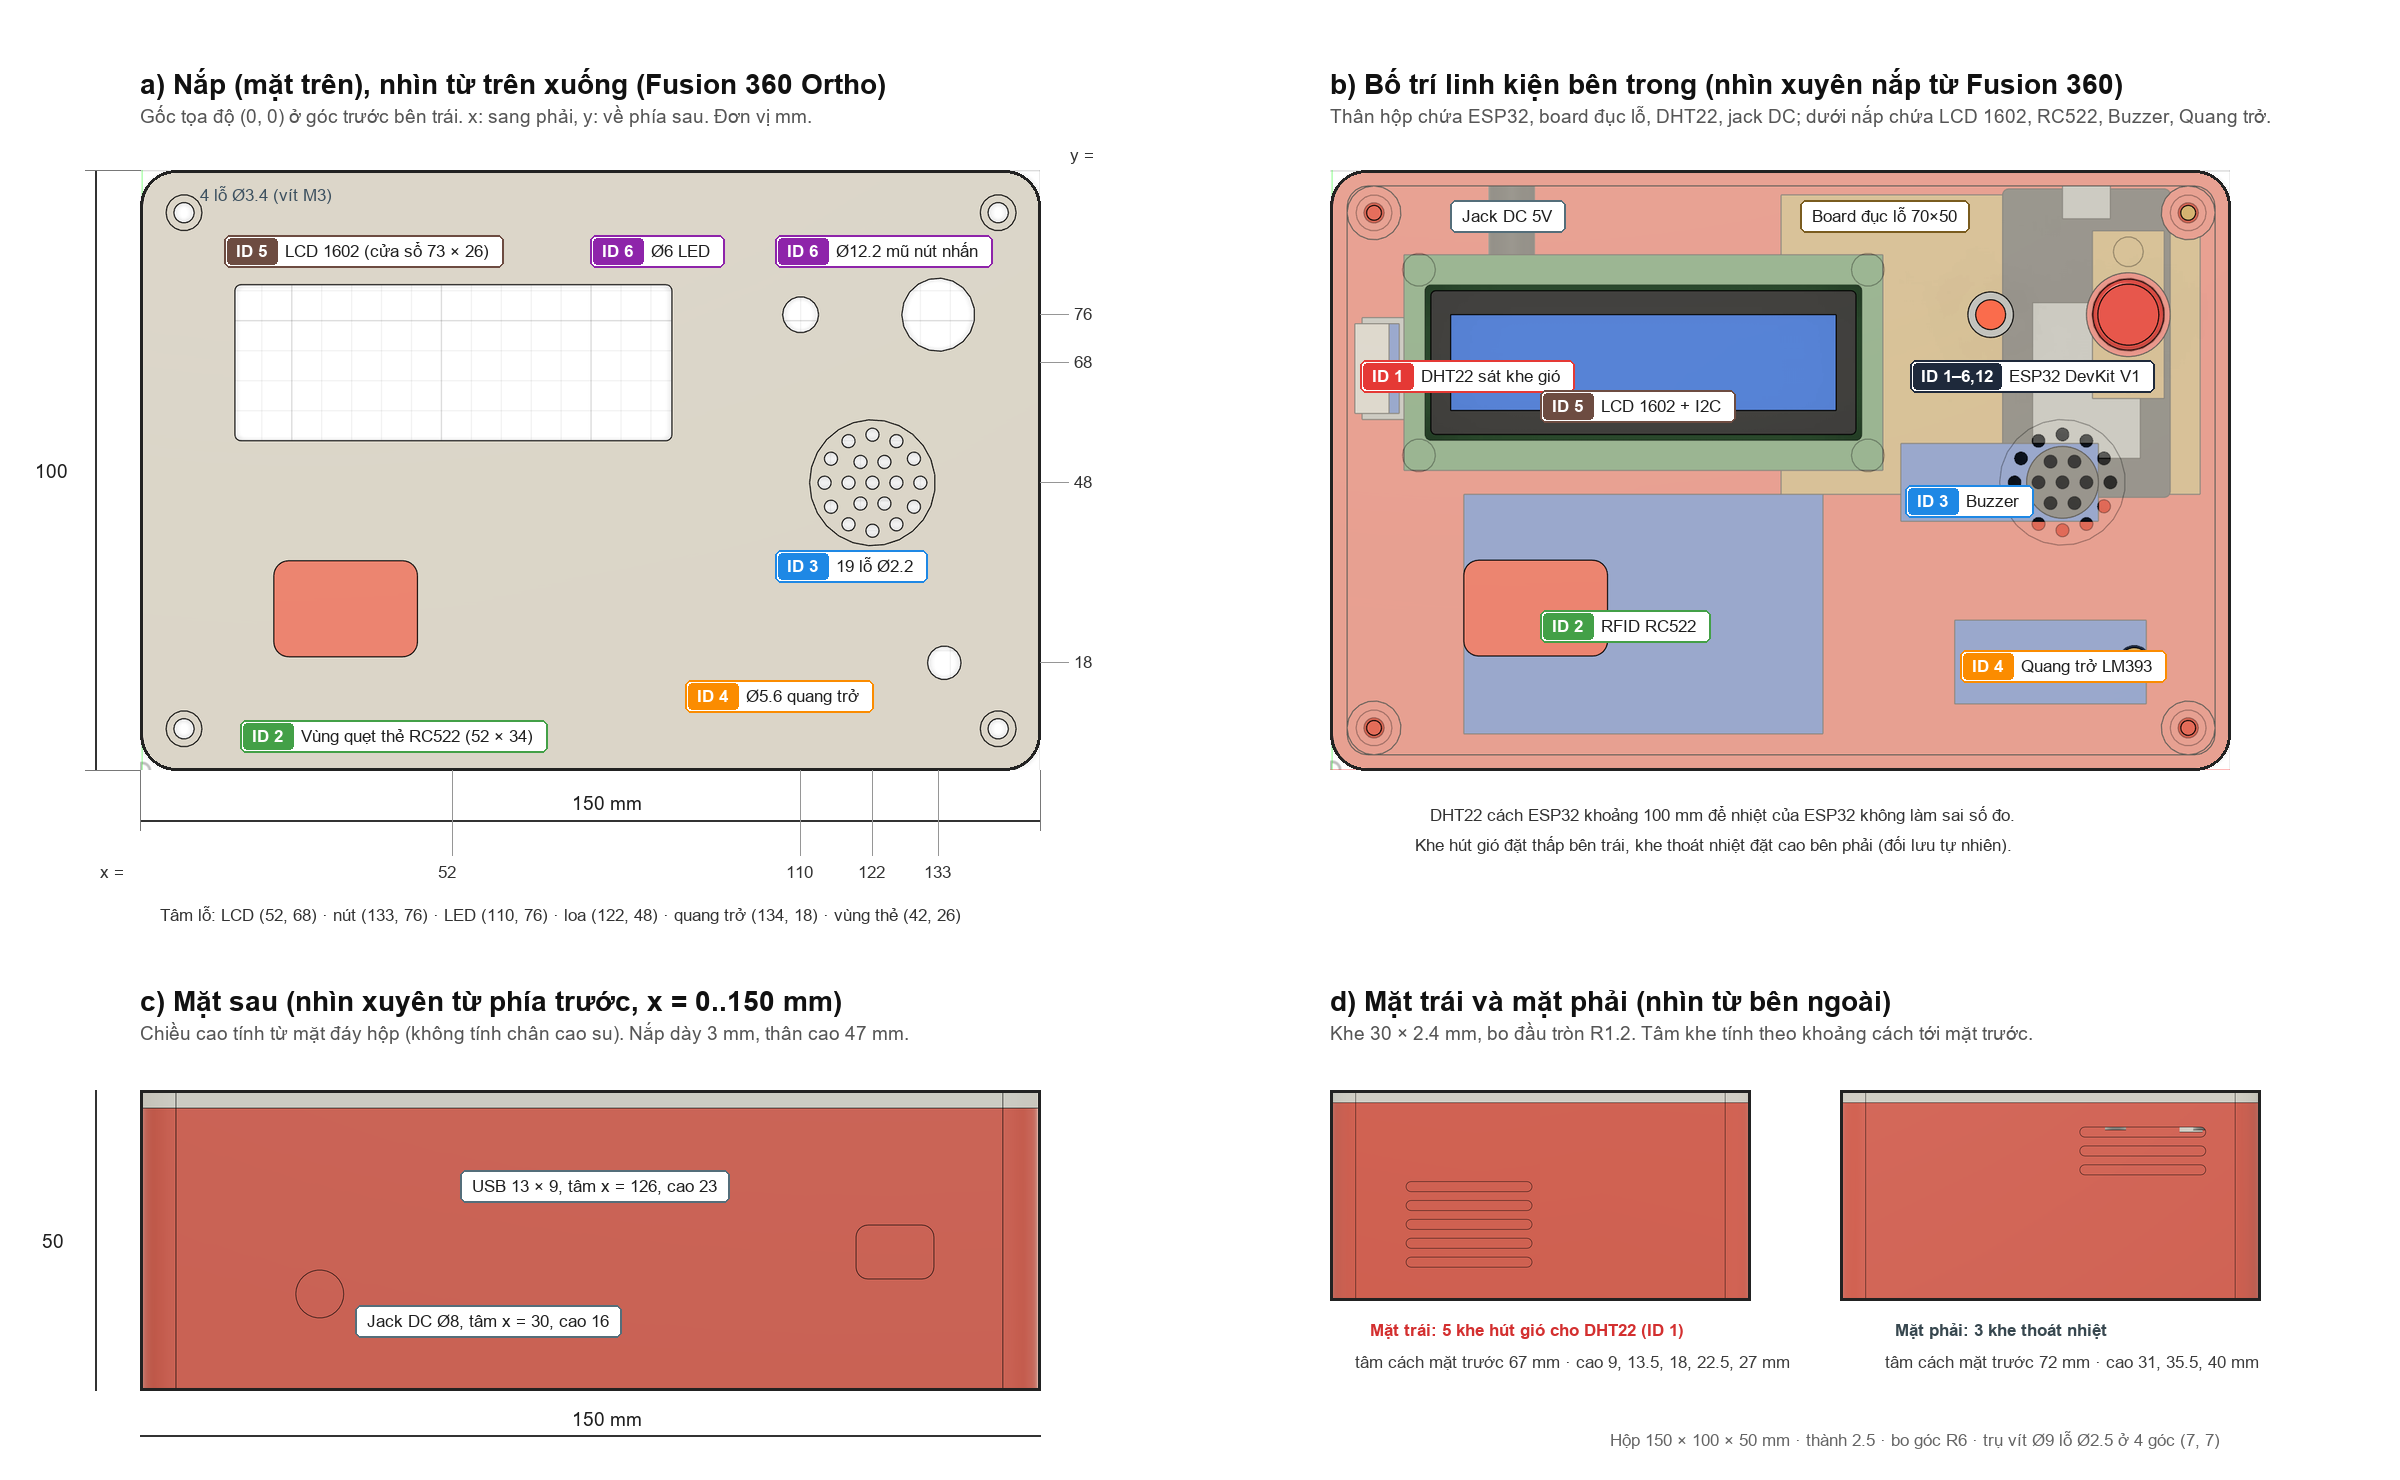 a) Nắp (mặt trên), nhìn từ trên xuống (Fusion 360 Ortho)
Gốc tọa độ (0, 0) ở góc trước bên trái. x: sang phải, y: về phía sau. Đơn vị mm.
y =
4 lỗ Ø3.4 (vít M3)
ID 5 LCD 1602 (cửa sổ 73 × 26)
ID 6 Ø6 LED
ID 6 Ø12.2 mũ nút nhấn
76
68
48
18
100
ID 3 19 lỗ Ø2.2
ID 4 Ø5.6 quang trở
ID 2 Vùng quẹt thẻ RC522 (52 × 34)
150 mm
x =
52
110
122
133
Tâm lỗ: LCD (52, 68) · nút (133, 76) · LED (110, 76) · loa (122, 48) · quang trở (134, 18) · vùng thẻ (42, 26)
b) Bố trí linh kiện bên trong (nhìn xuyên nắp từ Fusion 360)
Thân hộp chứa ESP32, board đục lỗ, DHT22, jack DC; dưới nắp chứa LCD 1602, RC522, Buzzer, Quang trở.
Jack DC 5V
Board đục lỗ 70×50
ID 1 DHT22 sát khe gió
ID 1–6,12 ESP32 DevKit V1
ID 5 LCD 1602 + I2C
ID 3 Buzzer
ID 2 RFID RC522
ID 4 Quang trở LM393
DHT22 cách ESP32 khoảng 100 mm để nhiệt của ESP32 không làm sai số đo.
Khe hút gió đặt thấp bên trái, khe thoát nhiệt đặt cao bên phải (đối lưu tự nhiên).
c) Mặt sau (nhìn xuyên từ phía trước, x = 0..150 mm)
Chiều cao tính từ mặt đáy hộp (không tính chân cao su). Nắp dày 3 mm, thân cao 47 mm.
USB 13 × 9, tâm x = 126, cao 23
50
Jack DC Ø8, tâm x = 30, cao 16
150 mm
d) Mặt trái và mặt phải (nhìn từ bên ngoài)
Khe 30 × 2.4 mm, bo đầu tròn R1.2. Tâm khe tính theo khoảng cách tới mặt trước.
Mặt trái: 5 khe hút gió cho DHT22 (ID 1)
tâm cách mặt trước 67 mm · cao 9, 13.5, 18, 22.5, 27 mm
Mặt phải: 3 khe thoát nhiệt
tâm cách mặt trước 72 mm · cao 31, 35.5, 40 mm
Hộp 150 × 100 × 50 mm · thành 2.5 · bo góc R6 · trụ vít Ø9 lỗ Ø2.5 ở 4 góc (7, 7)